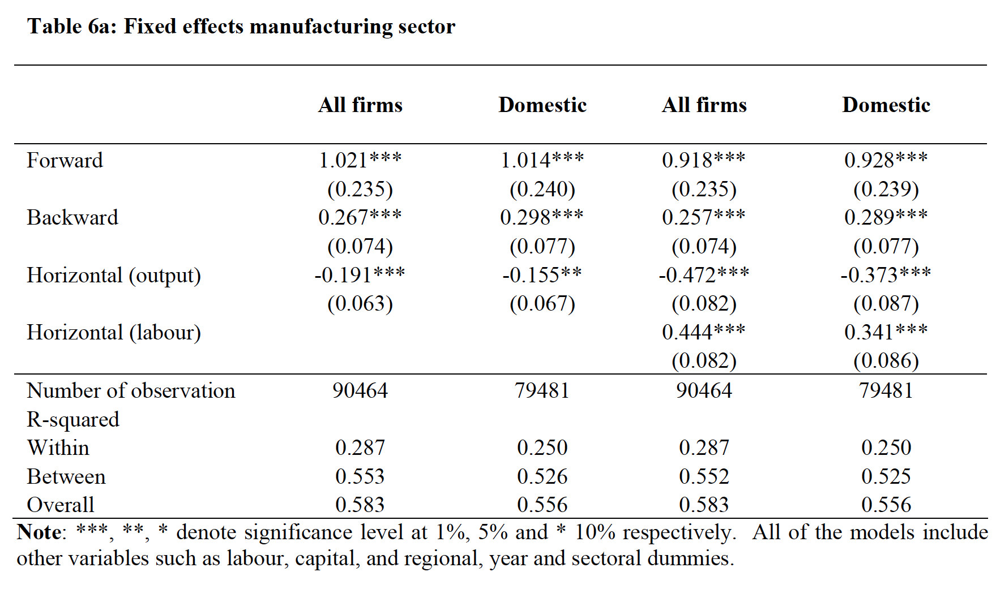 Table 6a: Fixed effects manufacturing sector
All firms Domestic All firms Domestic
Forward 1.021*** 1.014*** 0.918*** 0.928***
(0.235) (0.240) (0.235) (0.239)
Backward 0.267*** 0.298*** 0.257*** 0.289***
(0.074) (0.077) (0.074) (0.077)
Horizontal (output) -0.191*** -0.155** -0.472*** -0.373***
(0.063) (0.067) (0.082) (0.087)
Horizontal (labour) 0.444*** 0.341***
(0.082) (0.086)
Number of observation 90464 79481 90464 79481
R-squared
Within 0.287 0.250 0.287 0.250
Between 0.553 0.526 0.552 0.525
Overall 0.583 0.556 0.583 0.556
Note: ***, **, * denote significance level at 1%, 5% and * 10% respectively. All of the models include
other variables such as labour, capital, and regional, year and sectoral dummies.